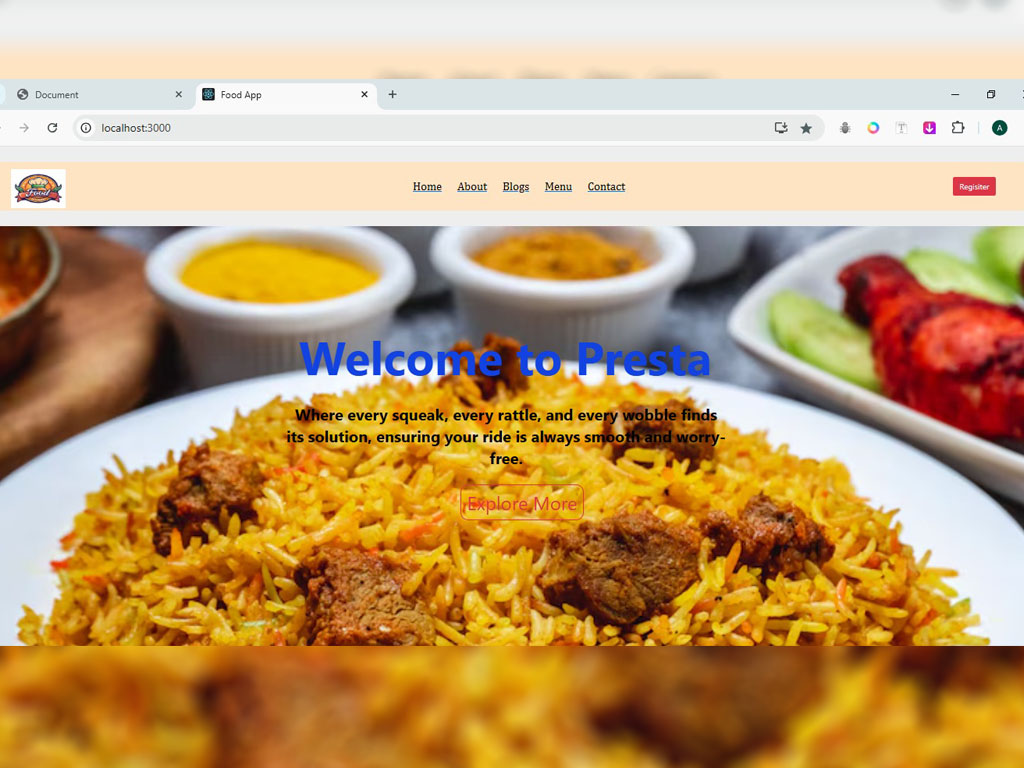 Document
Food App
localhost:3000
A
Food
Home About Blogs Menu Contact
Regisiter
Welcome to Presta
Where every squeak, every rattle, and every wobble finds
its solution, ensuring your ride is always smooth and worry-
free.
Explore More